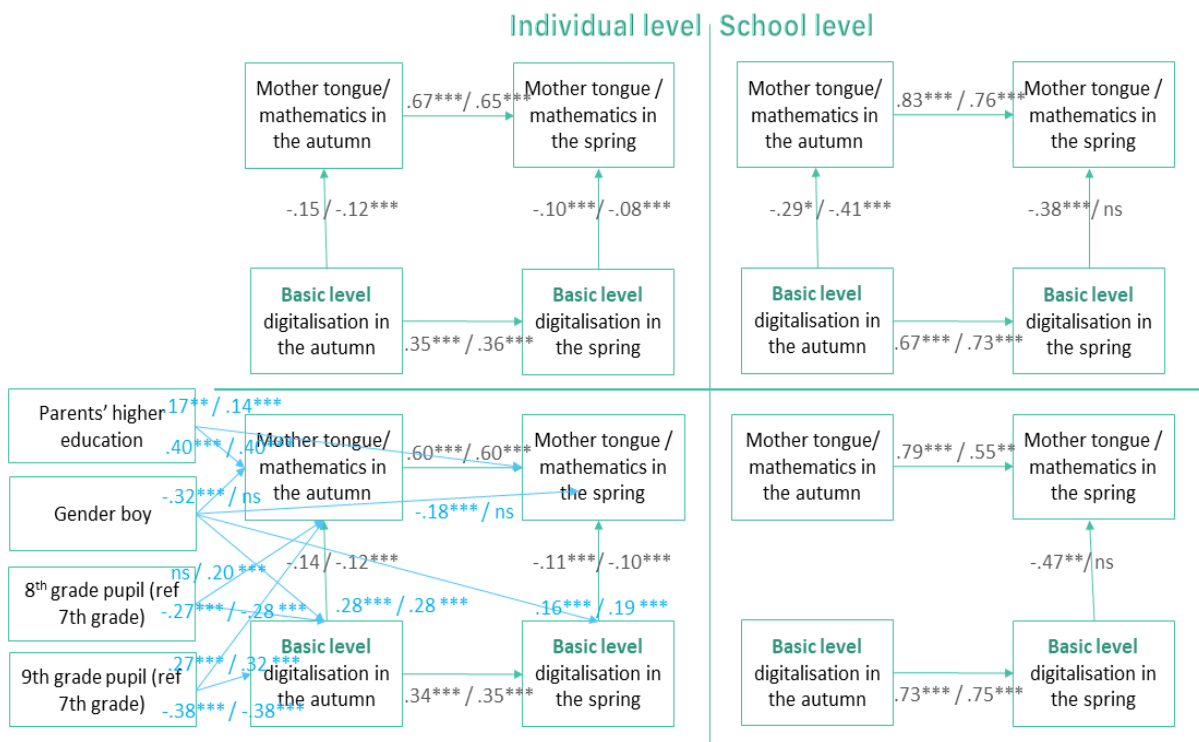 Individual level
School level
Mother tongue/
mathematics in
the autumn
.67***/ .65***
Mother tongue /
mathematics in
the spring
-.15 / -.12***
-.10***/ -.08***
Basic level
digitalisation in
the autumn
.35*** / .36***
Basic level
digitalisation in
the spring
Mother tongue/
mathematics in
the autumn
.83*** / .76***
Mother tongue /
mathematics in
the spring
-.29* / -.41***
-.38***/ ns
Basic level
digitalisation in
the autumn
.67*** / .73***
Basic level
digitalisation in
the spring
Parents’ higher
education
.17** / .14***
.40***/ .40***
Gender boy
-.32*** / ns
-.18***/ ns
8th grade pupil (ref
7th grade)
ns/ .20 ***
-.27***/ -.28 ***
9th grade pupil (ref
7th grade)
.27***/ .32 ***
-.38***/ -.38***
Mother tongue/
mathematics in
the autumn
.60***/ .60***
Mother tongue /
mathematics in
the spring
-.14 / -.12***
-.11***/ -.10***
.28***/ .28 ***
.16***/ .19 ***
Basic level
digitalisation in
the autumn
.34*** / .35***
Basic level
digitalisation in
the spring
Mother tongue/
mathematics in
the autumn
.79***/ .55**
Mother tongue /
mathematics in
the spring
-.47**/ ns
Basic level
digitalisation in
the autumn
.73*** / .75***
Basic level
digitalisation in
the spring